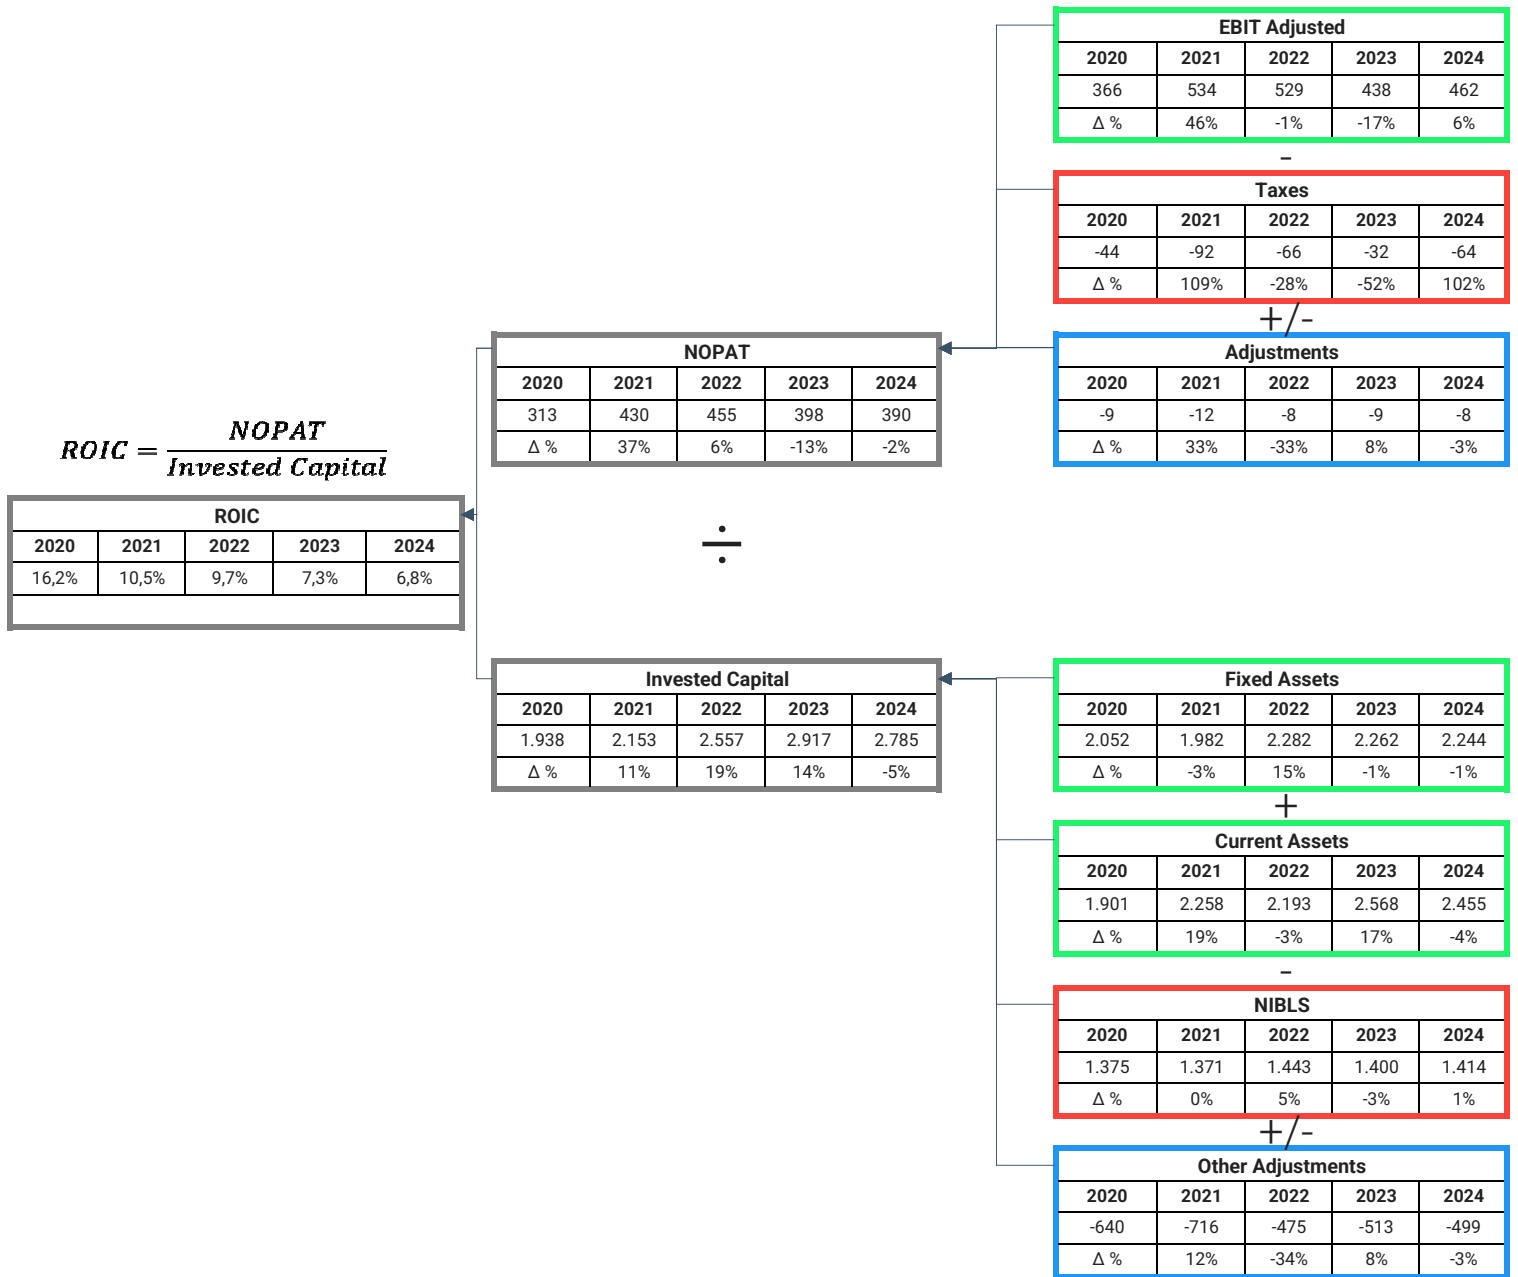 EBIT Adjusted
2020 2021 2022 2023 2024
366 534 529 438 462
Δ % 46% -1% -17% 6%
-
Taxes
2020 2021 2022 2023 2024
-44 -92 -66 -32 -64
Δ % 109% -28% -52% 102%
+/-
NOPAT
2020 2021 2022 2023 2024
313 430 455 398 390
Δ % 37% 6% -13% -2%
Adjustments
2020 2021 2022 2023 2024
-9 -12 -8 -9 -8
Δ % 33% -33% 8% -3%
ROIC = NOPAT
Invested Capital
ROIC
2020 2021 2022 2023 2024
16,2% 10,5% 9,7% 7,3% 6,8%
÷
Invested Capital
2020 2021 2022 2023 2024
1.938 2.153 2.557 2.917 2.785
Δ % 11% 19% 14% -5%
Fixed Assets
2020 2021 2022 2023 2024
2.052 1.982 2.282 2.262 2.244
Δ % -3% 15% -1% -1%
+
Current Assets
2020 2021 2022 2023 2024
1.901 2.258 2.193 2.568 2.455
Δ % 19% -3% 17% -4%
-
NIBLS
2020 2021 2022 2023 2024
1.375 1.371 1.443 1.400 1.414
Δ % 0% 5% -3% 1%
+/-
Other Adjustments
2020 2021 2022 2023 2024
-640 -716 -475 -513 -499
Δ % 12% -34% 8% -3%